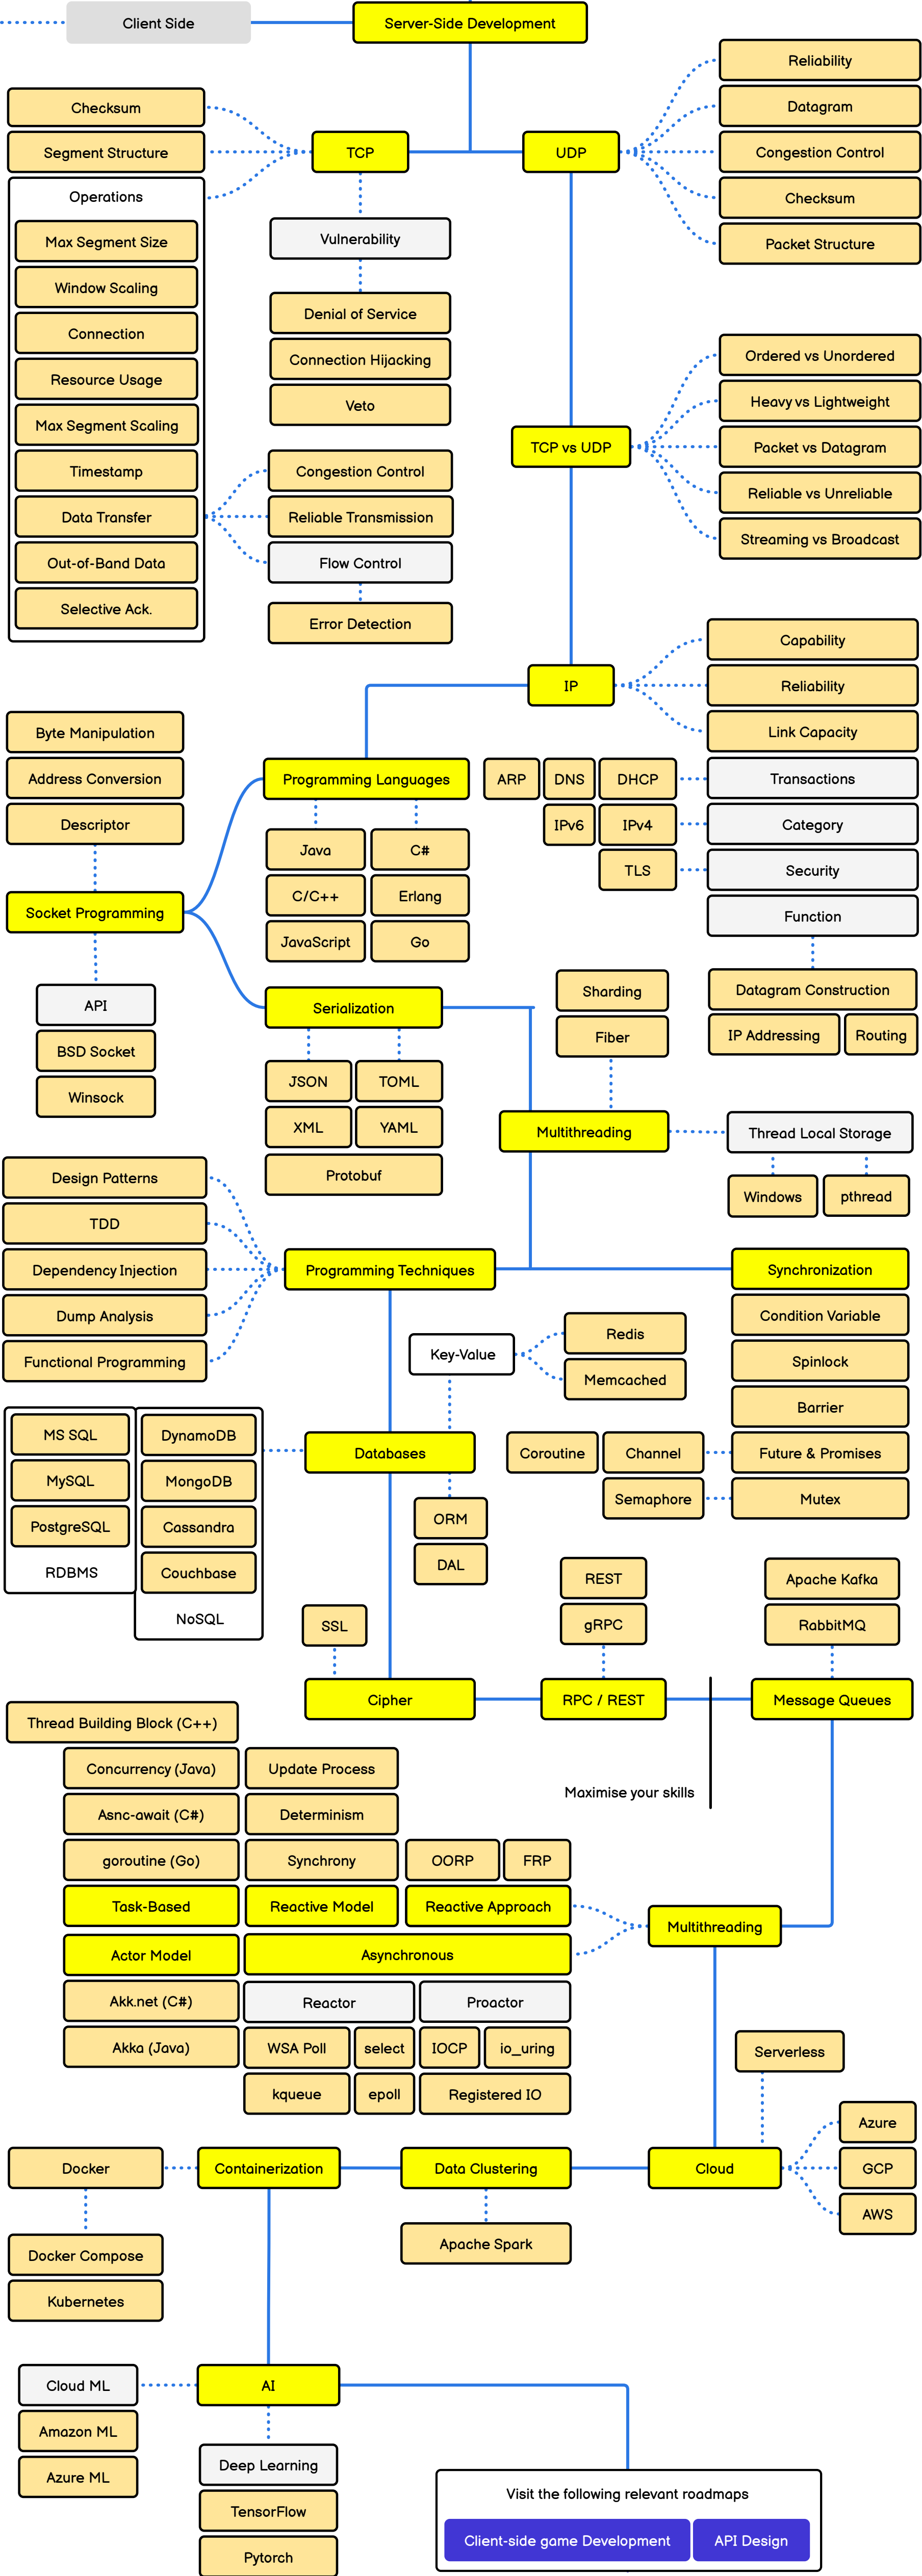 Client Side
Server-Side Development
Reliability
Datagram
Congestion Control
Checksum
Packet Structure
TCP
UDP
Checksum
Segment Structure
Operations
Max Segment Size
Window Scaling
Connection
Resource Usage
Max Segment Scaling
Timestamp
Data Transfer
Out-of-Band Data
Selective Ack.
Vulnerability
Denial of Service
Connection Hijacking
Veto
Congestion Control
Reliable Transmission
Flow Control
Error Detection
TCP vs UDP
Ordered vs Unordered
Heavy vs Lightweight
Packet vs Datagram
Reliable vs Unreliable
Streaming vs Broadcast
IP
Capability
Reliability
Link Capacity
Transactions
Category
Security
Function
ARP
DNS
DHCP
IPv6
IPv4
TLS
Datagram Construction
IP Addressing
Routing
Programming Languages
Java
C#
C/C++
Erlang
JavaScript
Go
Byte Manipulation
Address Conversion
Descriptor
Socket Programming
API
BSD Socket
Winsock
Serialization
JSON
TOML
XML
YAML
Protobuf
Sharding
Fiber
Multithreading
Thread Local Storage
Windows
pthread
Design Patterns
TDD
Dependency Injection
Dump Analysis
Functional Programming
Programming Techniques
Synchronization
Condition Variable
Spinlock
Barrier
Future & Promises
Mutex
Coroutine
Channel
Semaphore
Key-Value
Redis
Memcached
Databases
MS SQL
MySQL
PostgreSQL
RDBMS
DynamoDB
MongoDB
Cassandra
Couchbase
NoSQL
ORM
DAL
SSL
Cipher
REST
gRPC
RPC / REST
Apache Kafka
RabbitMQ
Message Queues
Maximise your skills
Thread Building Block (C++)
Concurrency (Java)
Asnc-await (C#)
goroutine (Go)
Task-Based
Actor Model
Akk.net (C#)
Akka (Java)
Update Process
Determinism
Synchrony
Reactive Model
OORP
FRP
Reactive Approach
Asynchronous
Reactor
Proactor
WSA Poll
select
IOCP
io_uring
kqueue
epoll
Registered IO
Multithreading
Serverless
Cloud
Azure
GCP
AWS
Data Clustering
Apache Spark
Containerization
Docker
Docker Compose
Kubernetes
AI
Cloud ML
Amazon ML
Azure ML
Deep Learning
TensorFlow
Pytorch
Visit the following relevant roadmaps
Client-side game Development
API Design